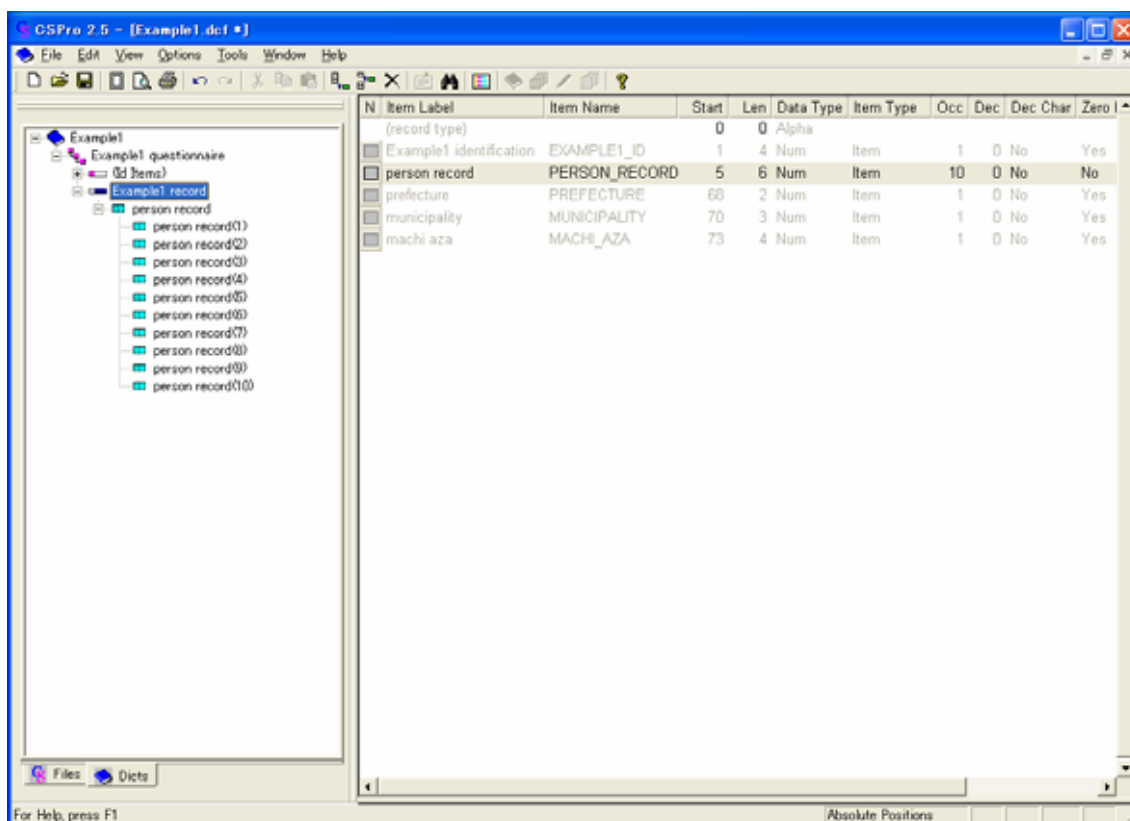 CSPro 2.5 - [Example1.dcf *]
File Edit View Options Tools Window Help
Example1
Example1 questionnaire
(Id Items)
Example1 record
person record
person record(1)
person record(2)
person record(3)
person record(4)
person record(5)
person record(6)
person record(7)
person record(8)
person record(9)
person record(10)
Files Dicts
N Item Label Item Name Start Len Data Type Item Type Occ Dec Dec Char Zero
(record type) 0 0 Alpha
Example1 identification EXAMPLE1_ID 1 4 Num Item 1 0 No Yes
person record PERSON_RECORD 5 6 Num Item 10 0 No No
prefecture PREFECTURE 68 2 Num Item 1 0 No Yes
municipality MUNICIPALITY 70 3 Num Item 1 0 No Yes
machi aza MACHI_AZA 73 4 Num Item 1 0 No Yes
For Help, press F1 Absolute Positions